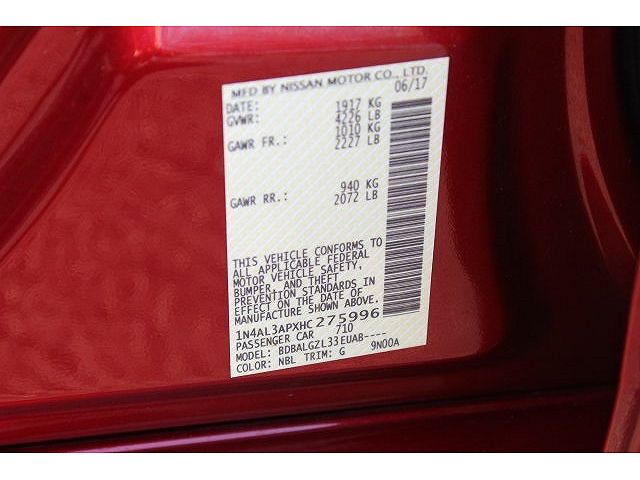 MFD BY NISSAN MOTOR CO., LTD.
DATE: 06/17
GVWR: 1917 KG
4226 LB
GAWR FR.: 1010 KG
2227 LB
GAWR RR.: 940 KG
2072 LB
THIS VEHICLE CONFORMS TO
ALL APPLICABLE FEDERAL
MOTOR VEHICLE SAFETY,
BUMPER, AND THEFT
PREVENTION STANDARDS IN
EFFECT ON THE DATE OF
MANUFACTURE SHOWN ABOVE.
1N4AL3APXHC275996
PASSENGER CAR 710
MODEL: BDBALGZL33EUAB----
COLOR: NBL TRIM: G 9N00A